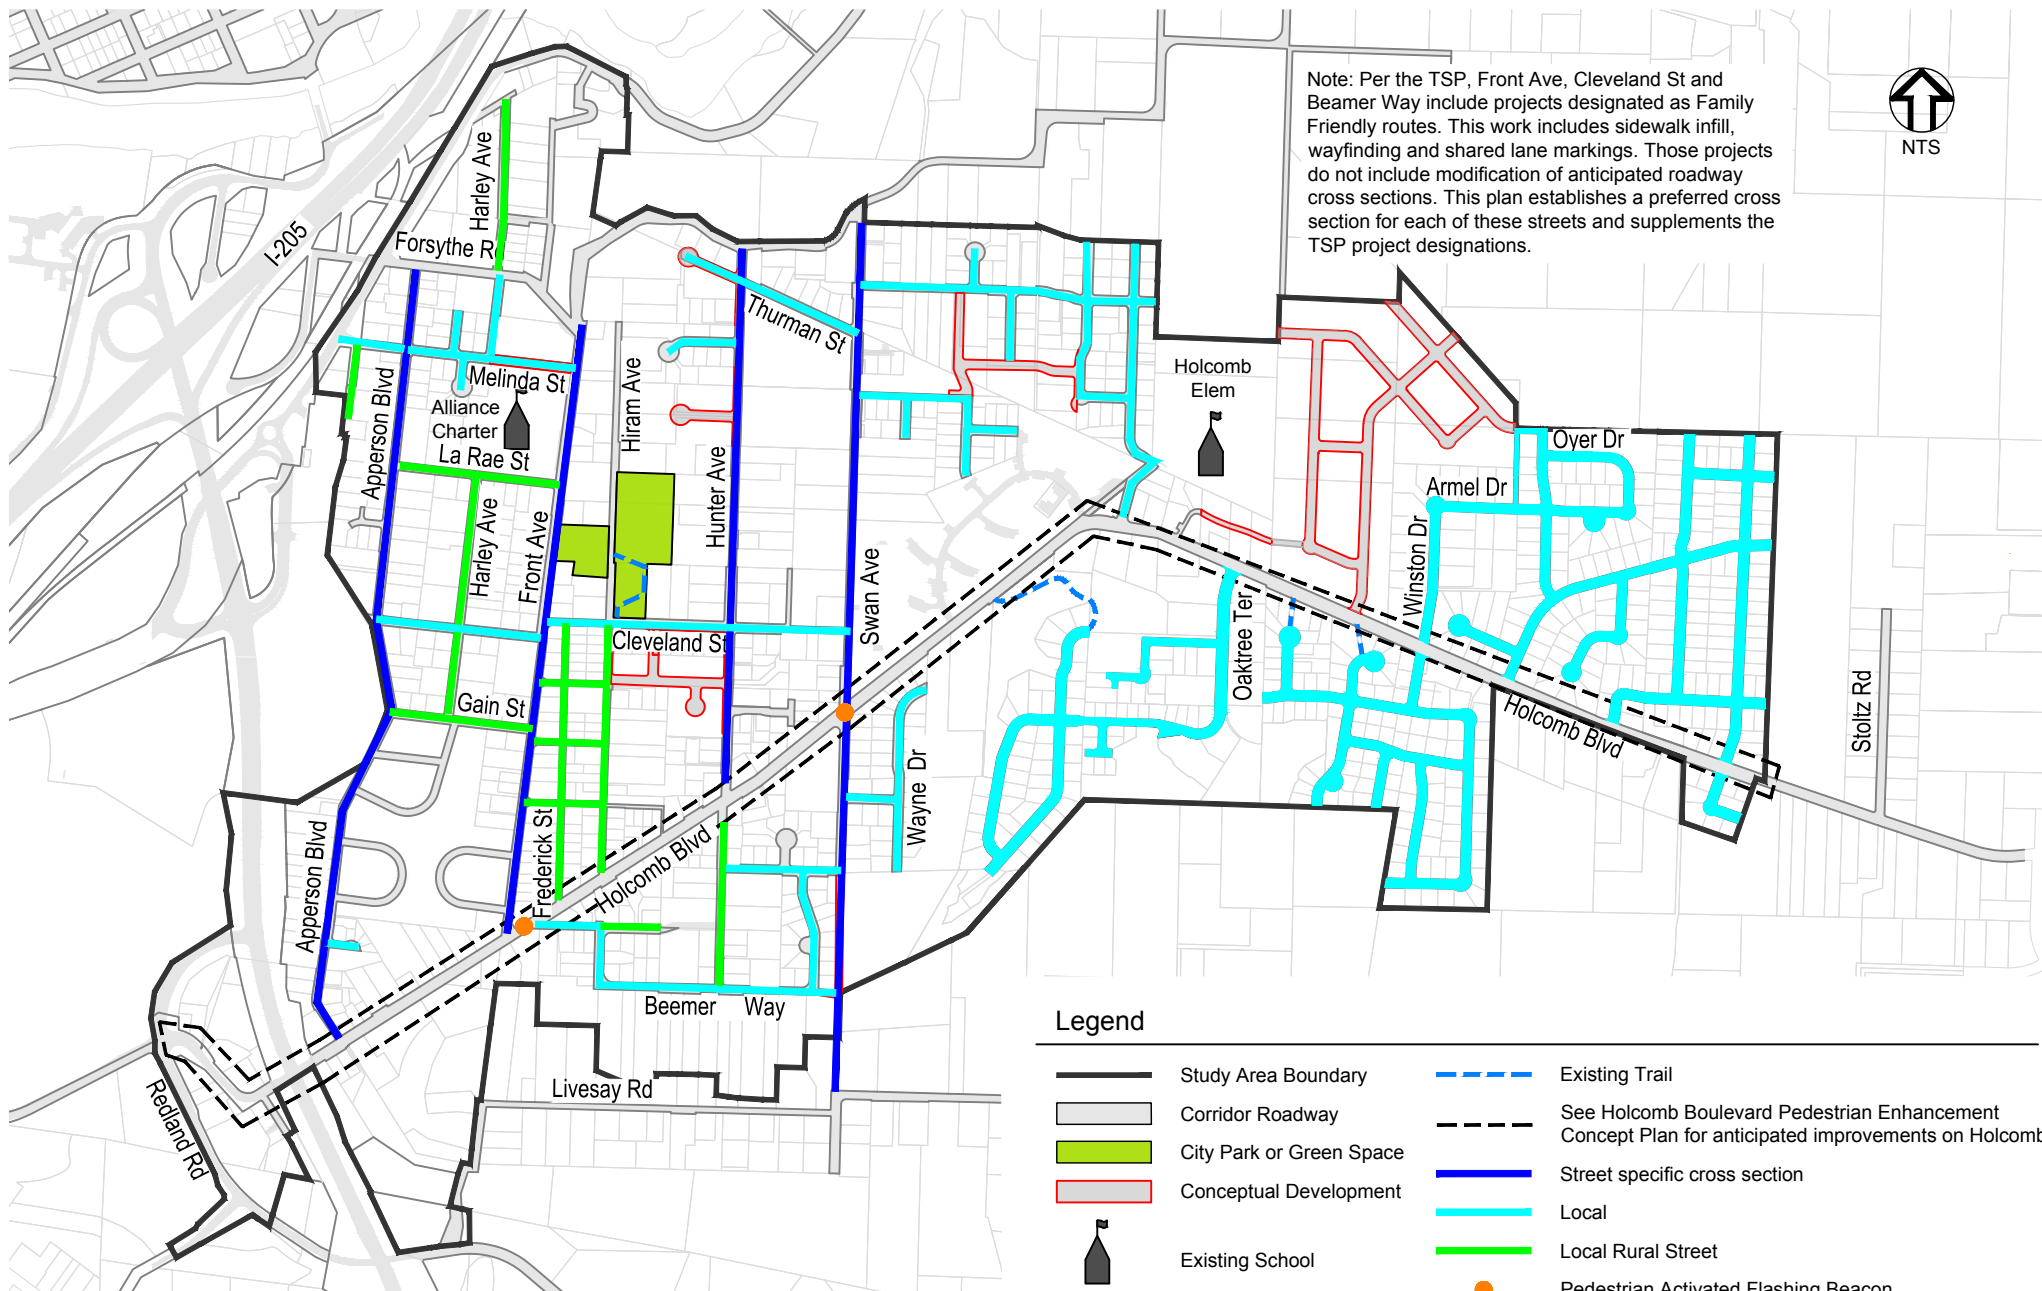 Note: Per the TSP, Front Ave, Cleveland St and
Beamer Way include projects designated as Family
Friendly routes. This work includes sidewalk infill,
wayfinding and shared lane markings. Those projects
do not include modification of anticipated roadway
cross sections. This plan establishes a preferred cross
section for each of these streets and supplements the
TSP project designations.
NTS
I-205
Harley Ave
Forsythe R
Thurman St
Melinda St
Alliance
Charter
Apperson Blvd
La Rae St
Hiram Ave
Hunter Ave
Holcomb
Elem
Oyer Dr
Armel Dr
Harley Ave
Front Ave
Swan Ave
Winston Dr
Cleveland St
Oaktree Ter
Gain St
Holcomb Blvd
Stoltz Rd
Wayne Dr
Apperson Blvd
Frederick St
Holcomb Blvd
Beemer Way
Livesay Rd
Redland Rd
Legend
Study Area Boundary
Corridor Roadway
City Park or Green Space
Conceptual Development
Existing School
Existing Trail
See Holcomb Boulevard Pedestrian Enhancement
Concept Plan for anticipated improvements on Holcomb
Street specific cross section
Local
Local Rural Street
Pedestrian Activated Flashing Beacon